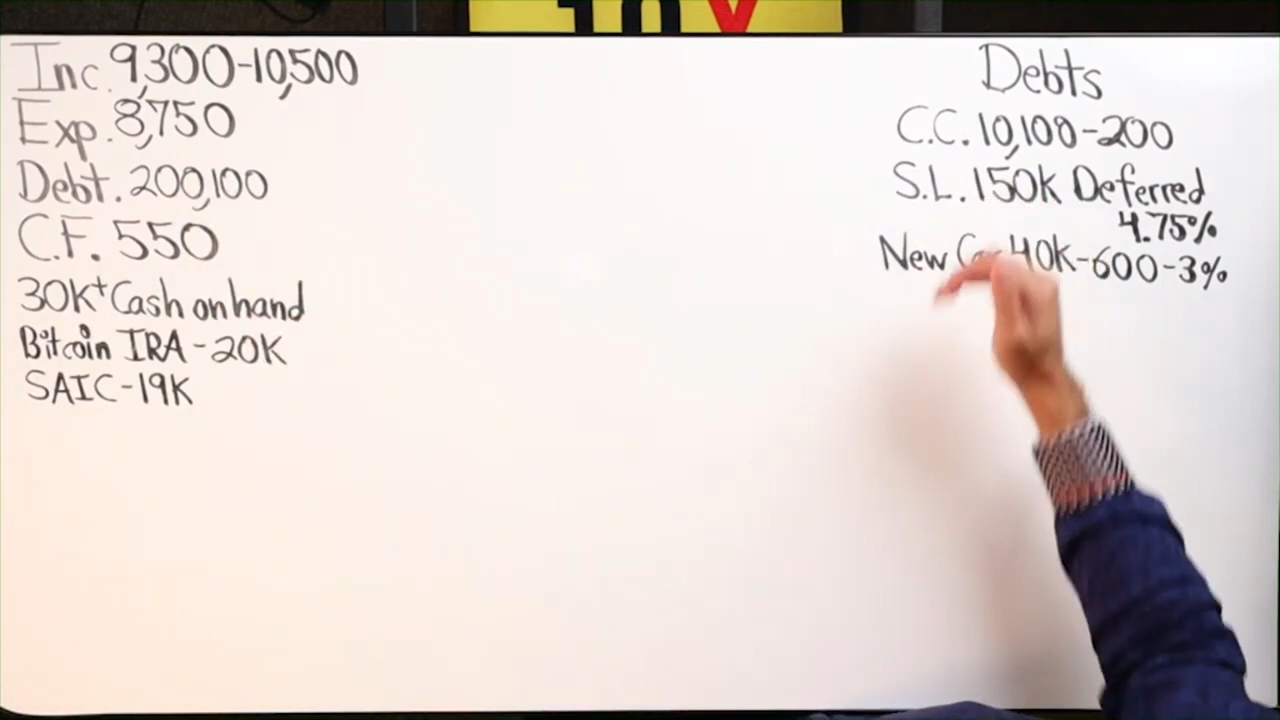 10X
Inc. 9,300-10,500
Exp. 8,750
Debt. 200,100
C.F. 550
30K+ Cash on hand
Bitcoin IRA - 20K
SAIC - 19K
Debts
C.C. 10,100-200
S.L. 150K Deferred
4.75%
New 40K-600-3%